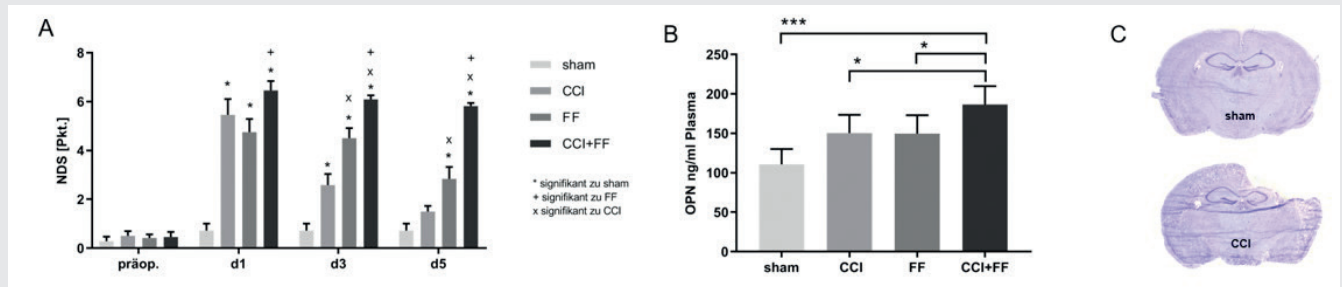 A
NDS [Pkt.]
8
6
4
2
0
+
*
*
*
+
x
*
x
*
*
+
x
*
x
*
präop.
d1
d3
d5
sham
CCI
FF
CCI+FF
* signifikant zu sham
+ signifikant zu FF
x signifikant zu CCI
B
OPN ng/ml Plasma
250
200
150
100
50
0
***
*
*
sham
CCI
FF
CCI+FF
C
sham
CCI